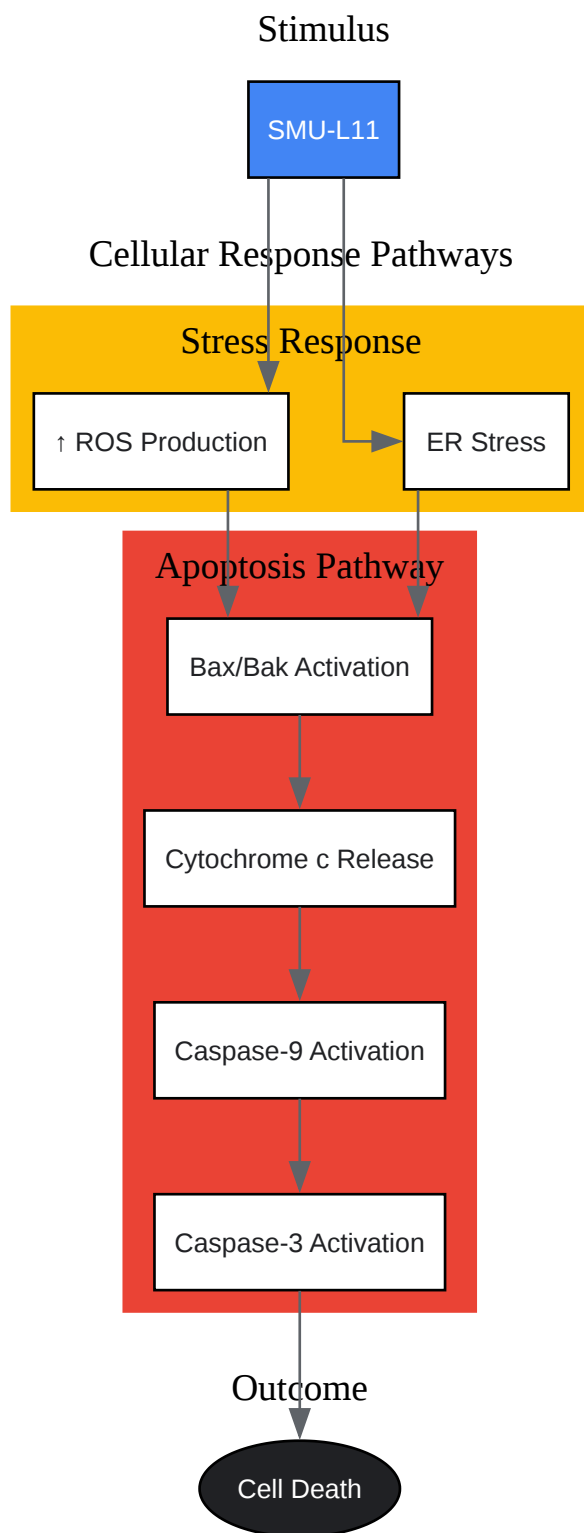 Stimulus
SMU-L11
Cellular Response Pathways
Stress Response
↑ ROS Production
ER Stress
Apoptosis Pathway
Bax/Bak Activation
Cytochrome c Release
Caspase-9 Activation
Caspase-3 Activation
Outcome
Cell Death